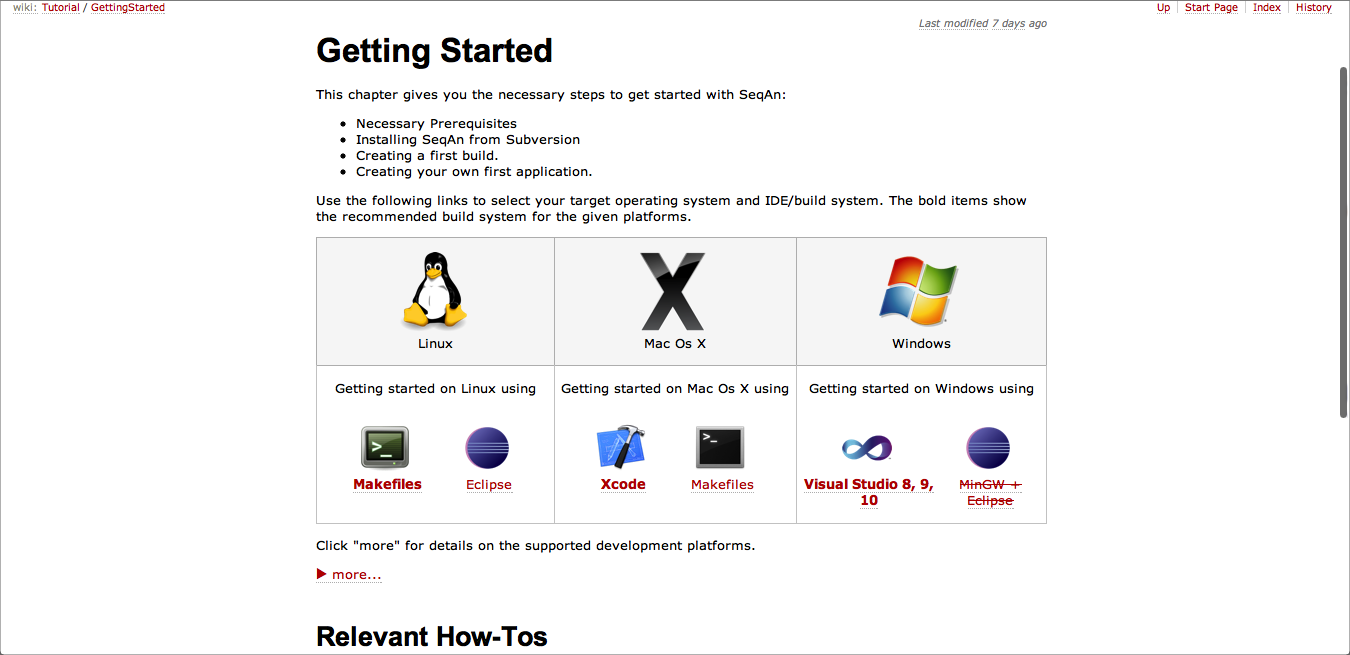 wiki: Tutorial / GettingStarted
Up Start Page Index History
Last modified 7 days ago
Getting Started
This chapter gives you the necessary steps to get started with SeqAn:
• Necessary Prerequisites
• Installing SeqAn from Subversion
• Creating a first build.
• Creating your own first application.
Use the following links to select your target operating system and IDE/build system. The bold items show
the recommended build system for the given platforms.
Linux
Mac Os X
Windows
Getting started on Linux using
Getting started on Mac Os X using
Getting started on Windows using
Makefiles
Eclipse
Xcode
Makefiles
Visual Studio 8, 9,
10
MinGW +
Eclipse
Click "more" for details on the supported development platforms.
more...
Relevant How-Tos